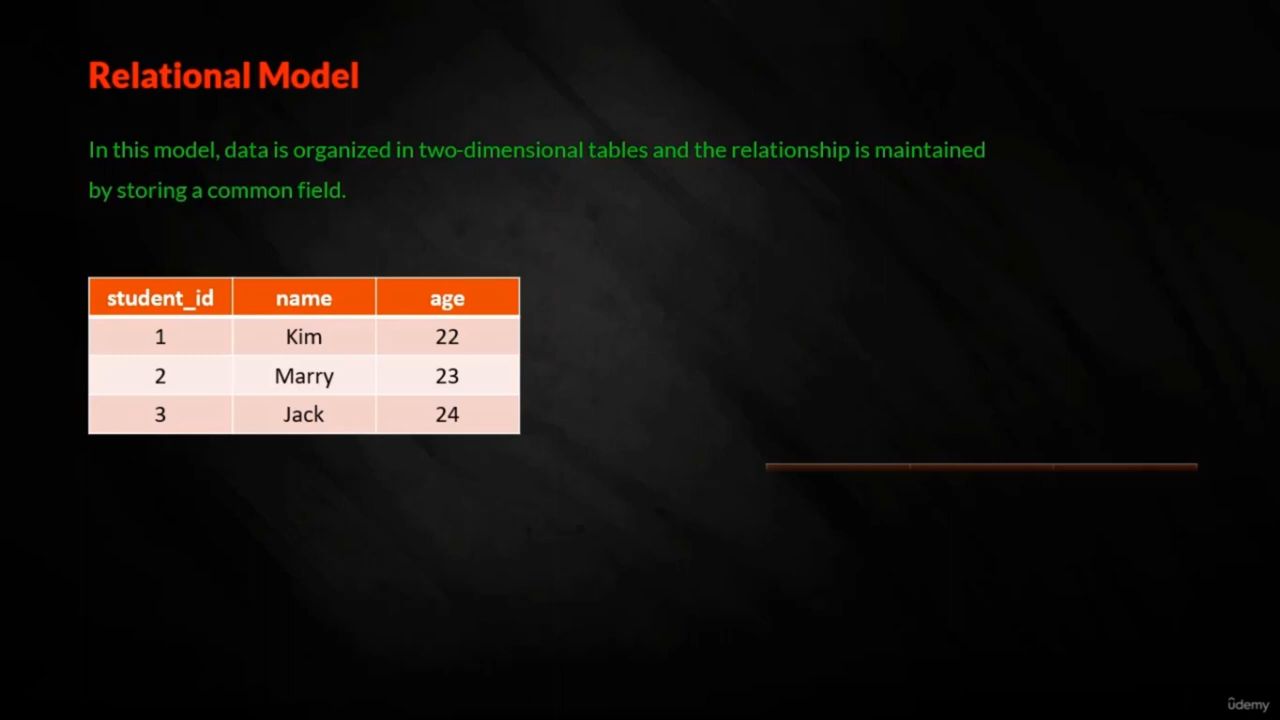 Relational Model
In this model, data is organized in two-dimensional tables and the relationship is maintained
by storing a common field.
student_id name age
1 Kim 22
2 Marry 23
3 Jack 24
ûdemy